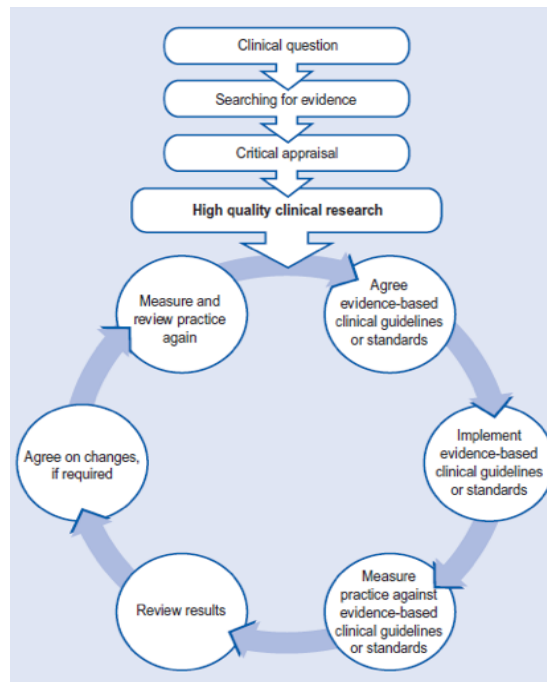 Clinical question
Searching for evidence
Critical appraisal
High quality clinical research
Agree
evidence-based
clinical guidelines
or standards
Implement
evidence-based
clinical guidelines
or standards
Measure
practice against
evidence-based
clinical guidelines
or standards
Review results
Agree on changes,
if required
Measure and
review practice
again